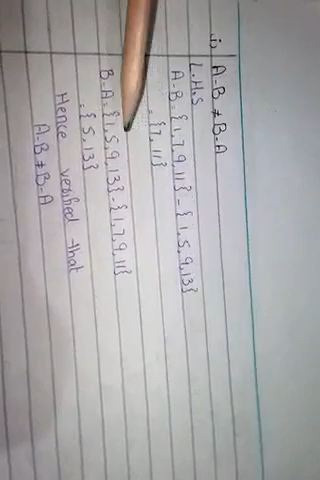 ii, A-B ≠ B-A
L.H.S
A-B = {1,7,9,11} - {1,5,9,13}
= {7,11}
B-A = {1,5,9,13} - {1,7,9,11}
= {5,13}
Hence verified that
A-B ≠ B-A